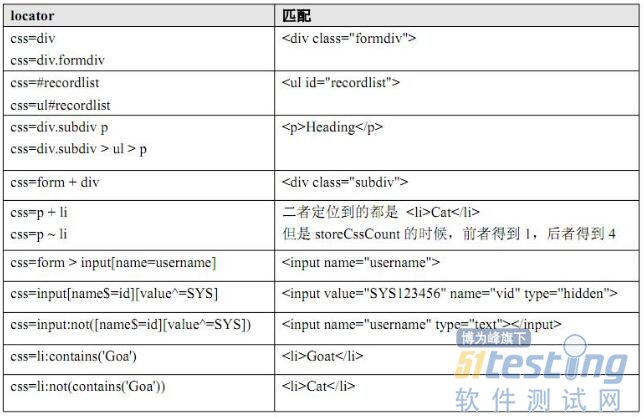 locator 匹配
css=div <div class="formdiv">
css=div.formdiv
css=#recordlist <ul id="recordlist">
css=ul#recordlist
css=div.subdiv p <p>Heading</p>
css=div.subdiv > ul > p
css=form + div <div class="subdiv">
css=p + li 二者定位到的都是 <li>Cat</li>
css=p ~ li 但是 storeCssCount 的时候，前者得到 1，后者得到 4
css=form > input[name=username] <input name="username">
css=input[name$=id][value^=SYS] <input value="SYS123456" name="vid" type="hidden">
css=input:not([name$=id][value^=SYS]) <input name="username" type="text"></input>
css=li:contains('Goa') <li>Goat</li>
css=li:not(contains('Goa')) <li>Cat</li>
博为峰旗下
51testing
软件测试网